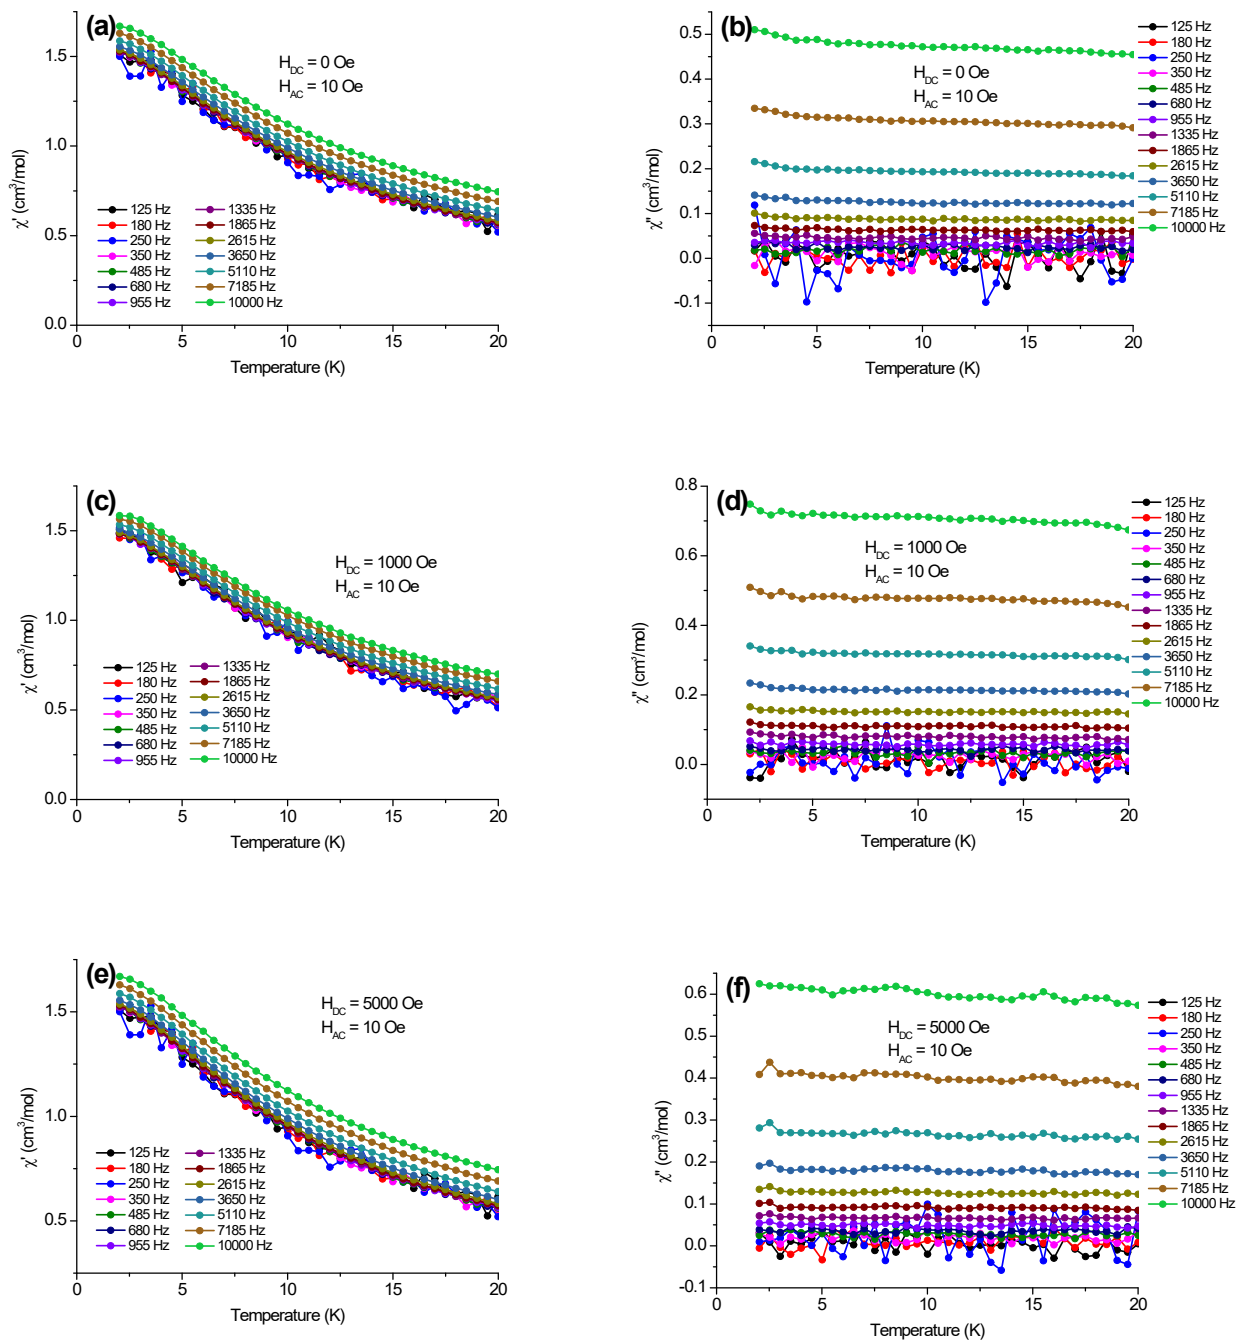 (a)
H_DC = 0 Oe
H_AC = 10 Oe
125 Hz
180 Hz
250 Hz
350 Hz
485 Hz
680 Hz
955 Hz
1335 Hz
1865 Hz
2615 Hz
3650 Hz
5110 Hz
7185 Hz
10000 Hz
1.5
1.0
0.5
0.0
0 5 10 15 20
χ' (cm³/mol)
Temperature (K)
(b)
H_DC = 0 Oe
H_AC = 10 Oe
125 Hz
180 Hz
250 Hz
350 Hz
485 Hz
680 Hz
955 Hz
1335 Hz
1865 Hz
2615 Hz
3650 Hz
5110 Hz
7185 Hz
10000 Hz
0.5
0.4
0.3
0.2
0.1
0.0
-0.1
0 5 10 15 20
χ'' (cm³/mol)
Temperature (K)
(c)
H_DC = 1000 Oe
H_AC = 10 Oe
125 Hz
180 Hz
250 Hz
350 Hz
485 Hz
680 Hz
955 Hz
1335 Hz
1865 Hz
2615 Hz
3650 Hz
5110 Hz
7185 Hz
10000 Hz
1.5
1.0
0.5
0.0
0 5 10 15 20
χ' (cm³/mol)
Temperature (K)
(d)
H_DC = 1000 Oe
H_AC = 10 Oe
125 Hz
180 Hz
250 Hz
350 Hz
485 Hz
680 Hz
955 Hz
1335 Hz
1865 Hz
2615 Hz
3650 Hz
5110 Hz
7185 Hz
10000 Hz
0.8
0.6
0.4
0.2
0.0
0 5 10 15 20
χ'' (cm³/mol)
Temperature (K)
(e)
H_DC = 5000 Oe
H_AC = 10 Oe
125 Hz
180 Hz
250 Hz
350 Hz
485 Hz
680 Hz
955 Hz
1335 Hz
1865 Hz
2615 Hz
3650 Hz
5110 Hz
7185 Hz
10000 Hz
1.5
1.0
0.5
0 5 10 15 20
χ' (cm³/mol)
Temperature (K)
(f)
H_DC = 5000 Oe
H_AC = 10 Oe
125 Hz
180 Hz
250 Hz
350 Hz
485 Hz
680 Hz
955 Hz
1335 Hz
1865 Hz
2615 Hz
3650 Hz
5110 Hz
7185 Hz
10000 Hz
0.6
0.5
0.4
0.3
0.2
0.1
0.0
-0.1
0 5 10 15 20
χ'' (cm³/mol)
Temperature (K)